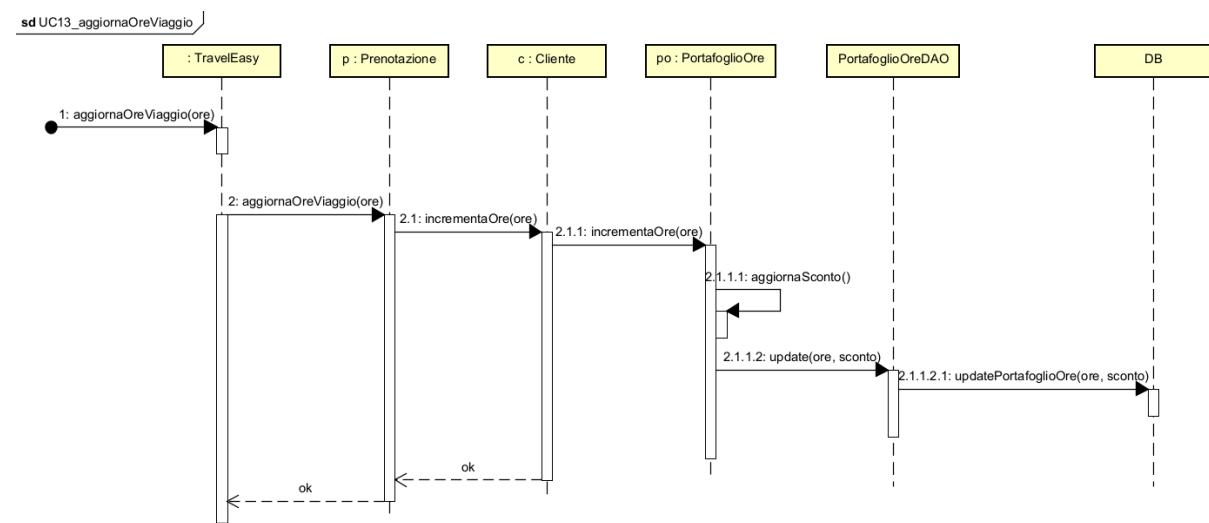 sd UC13_aggiornaOreViaggio
: TravelEasy
p : Prenotazione
c : Cliente
po : PortafoglioOre
PortafoglioOreDAO
DB
1: aggiornaOreViaggio(ore)
2: aggiornaOreViaggio(ore)
2.1: incrementaOre(ore)
2.1.1: incrementaOre(ore)
2.1.1.1: aggiornaSconto()
2.1.1.2: update(ore, sconto)
2.1.1.2.1: updatePortafoglioOre(ore, sconto)
ok
ok